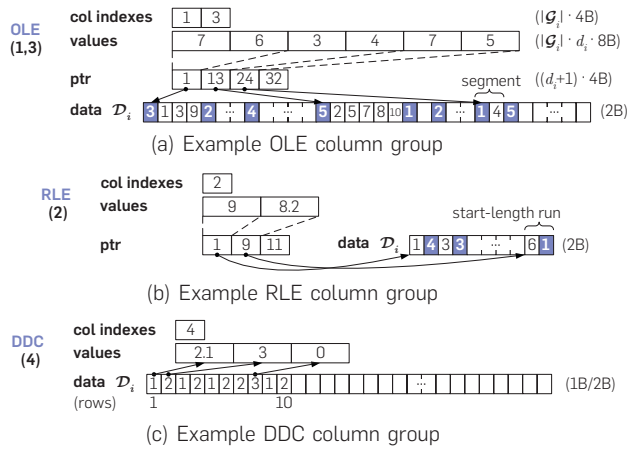 OLE
(1,3)
col indexes 1 3 (|𝒢ᵢ| · 4B)
values 7 6 3 4 7 5 (|𝒢ᵢ| · dᵢ · 8B)
ptr 1 13 24 32 segment ((dᵢ+1) · 4B)
data 𝒟ᵢ 3 1 3 9 2 ··· 4 ··· 5 2 5 7 8 10 1 ··· 2 ··· 1 4 5 ··· (2B)
(a) Example OLE column group
RLE
(2)
col indexes 2
values 9 8.2
start-length run
ptr 1 9 11 data 𝒟ᵢ 1 4 3 3 ··· 6 1 (2B)
(b) Example RLE column group
DDC
(4)
col indexes 4
values 2.1 3 0
data 𝒟ᵢ 1 2 1 2 1 2 2 3 1 2 ··· (1B/2B)
(rows) 1 10
(c) Example DDC column group